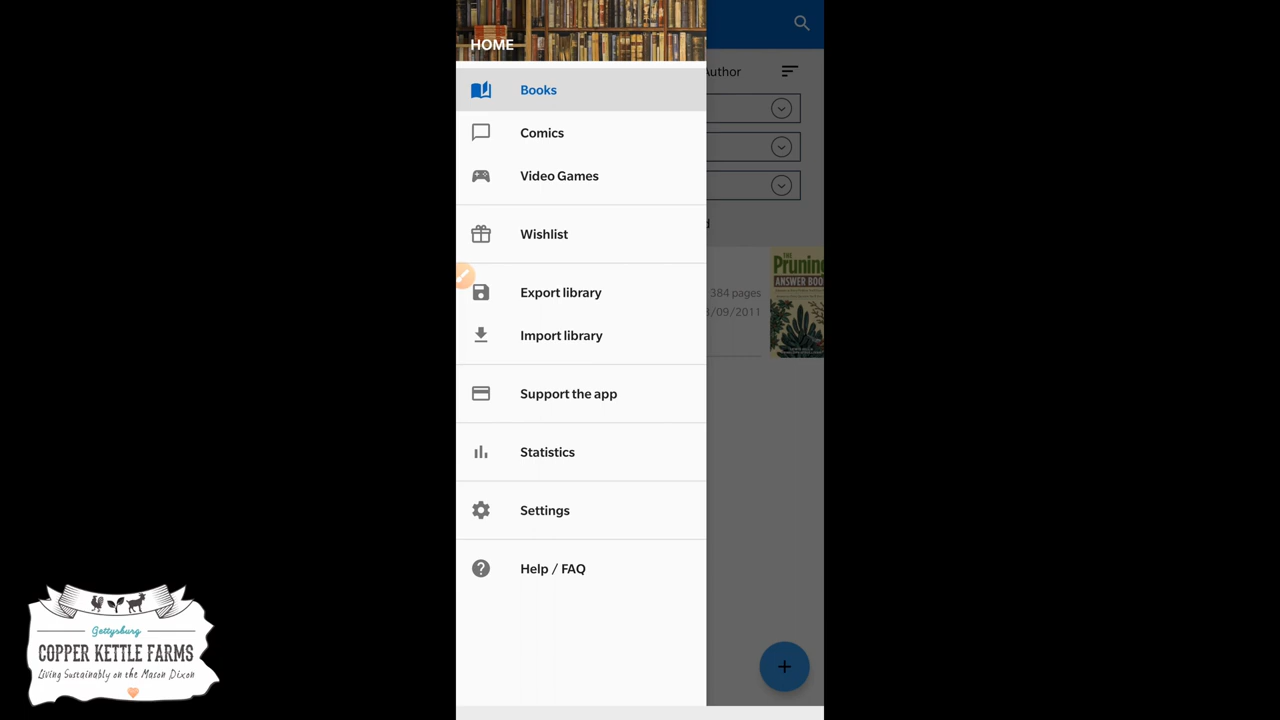 HOME
Books
Comics
Video Games
Wishlist
Export library
Import library
Support the app
Statistics
Settings
Help / FAQ
Author
384 pages
/09/2011
THE
Pruning
ANSWER BOO
+
Gettysburg
COPPER KETTLE FARMS
Living Sustainably on the Mason Dixon